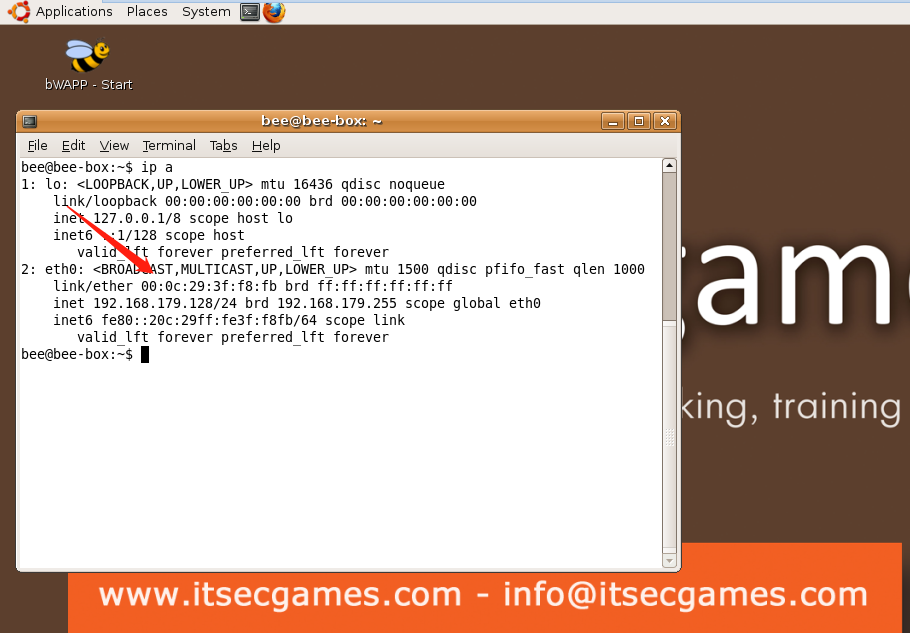 Applications Places System
bWAPP - Start
bee@bee-box: ~
File Edit View Terminal Tabs Help
bee@bee-box:~$ ip a
1: lo: <LOOPBACK,UP,LOWER_UP> mtu 16436 qdisc noqueue
link/loopback 00:00:00:00:00:00 brd 00:00:00:00:00:00
inet 127.0.0.1/8 scope host lo
inet6 ::1/128 scope host
valid_lft forever preferred_lft forever
2: eth0: <BROADCAST,MULTICAST,UP,LOWER_UP> mtu 1500 qdisc pfifo_fast qlen 1000
link/ether 00:0c:29:3f:f8:fb brd ff:ff:ff:ff:ff:ff
inet 192.168.179.128/24 brd 192.168.179.255 scope global eth0
inet6 fe80::20c:29ff:fe3f:f8fb/64 scope link
valid_lft forever preferred_lft forever
bee@bee-box:~$
gam
king, training
www.itsecgames.com - info@itsecgames.com